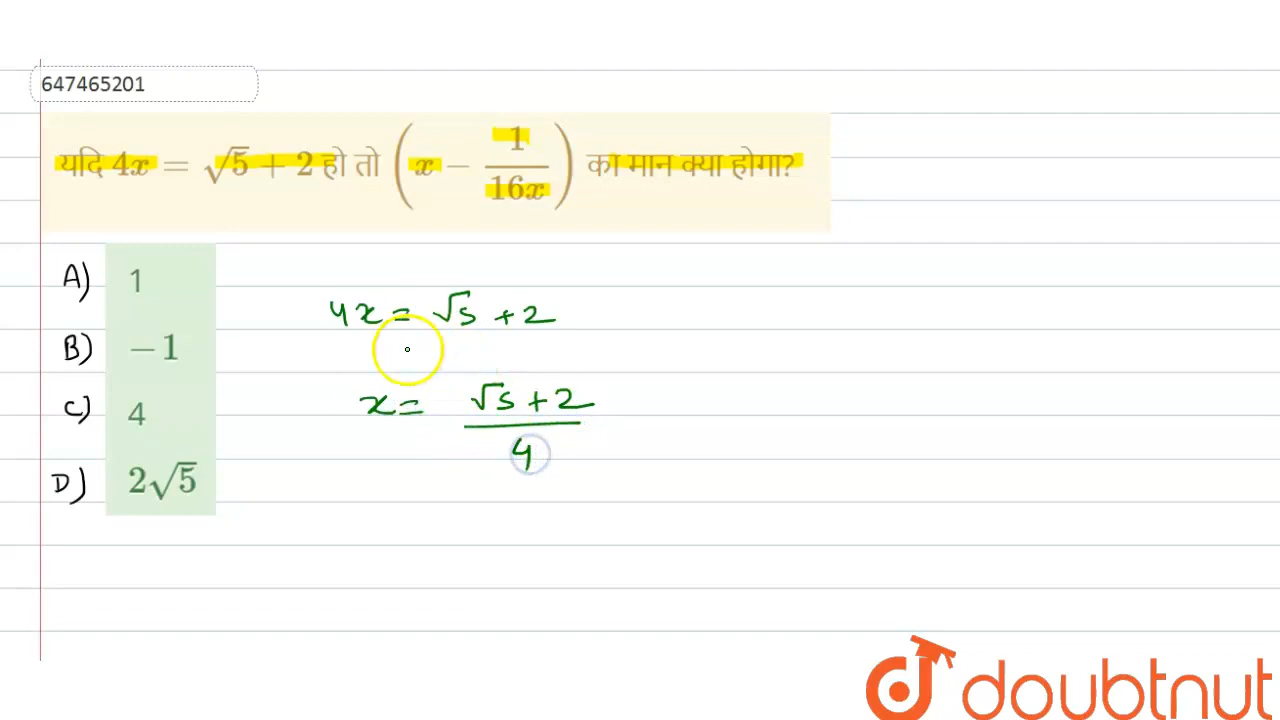 647465201
यदि 4x = √5 + 2 हो तो (x − 1/16x) का मान क्या होगा?
A) 1
B) −1
C) 4
D) 2√5
4x = √5 + 2
x = √5 + 2 / 4
doubtnut